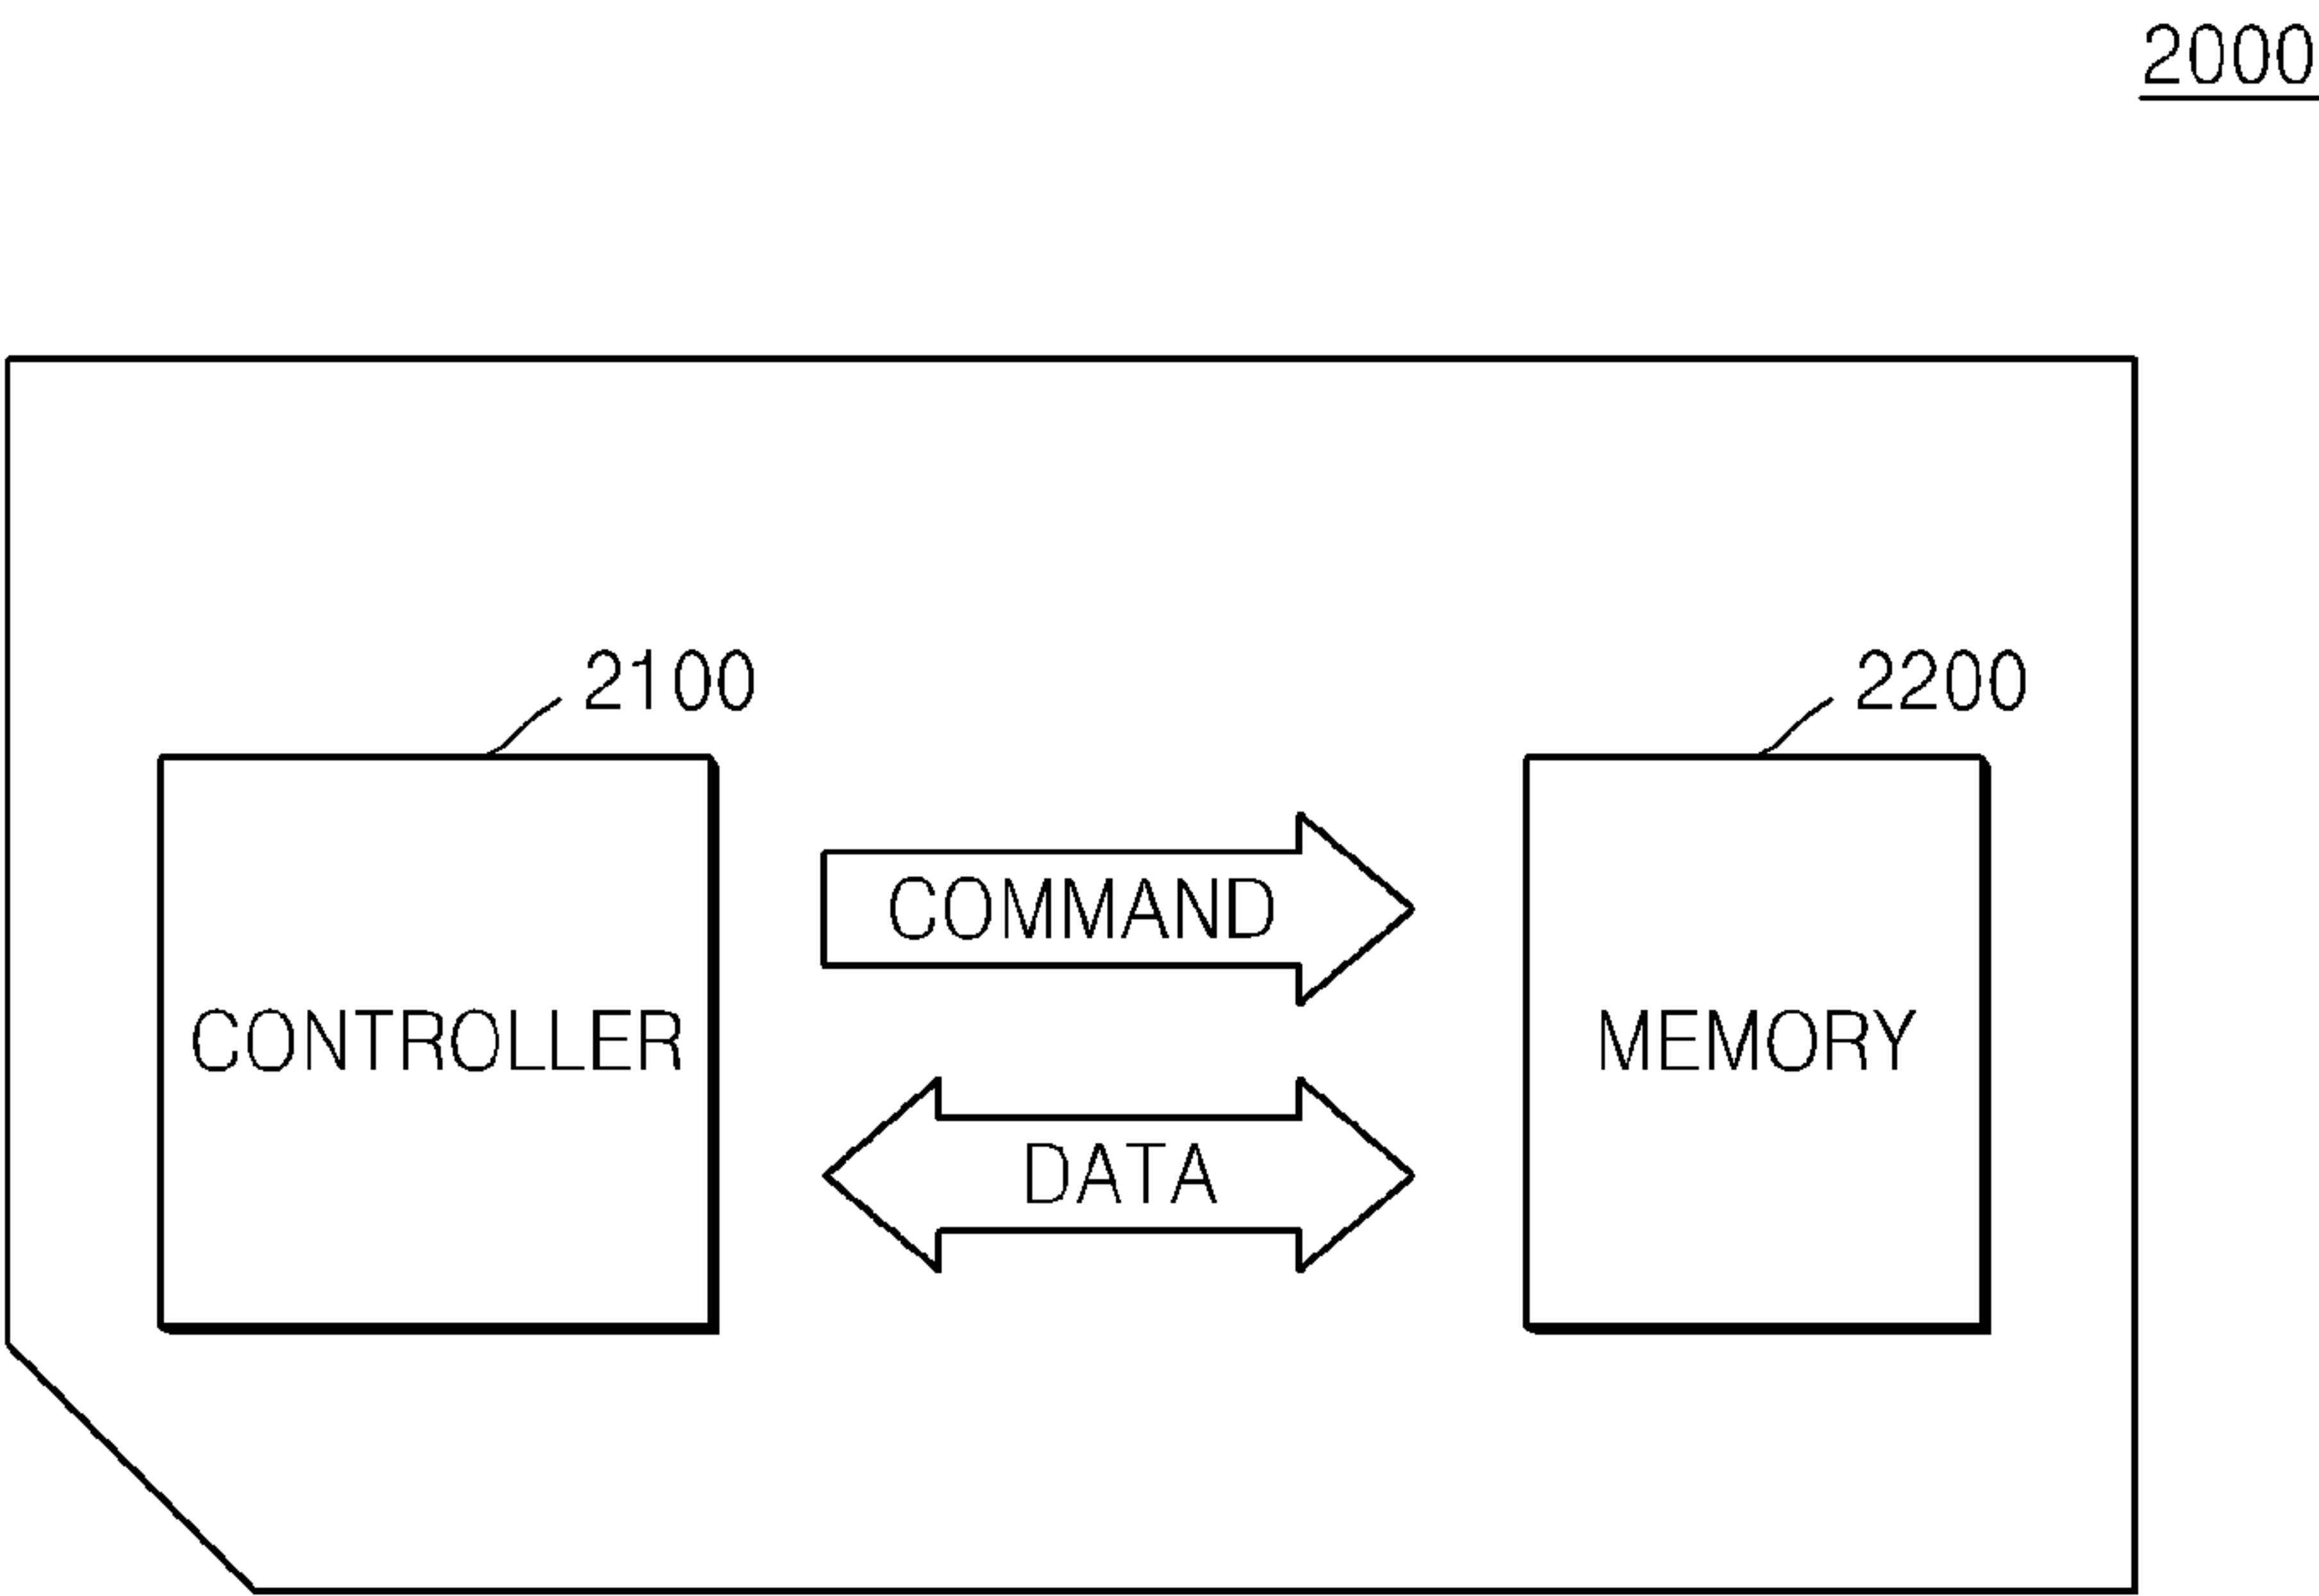 2000
2100
2200
COMMAND
CONTROLLER
MEMORY
DATA